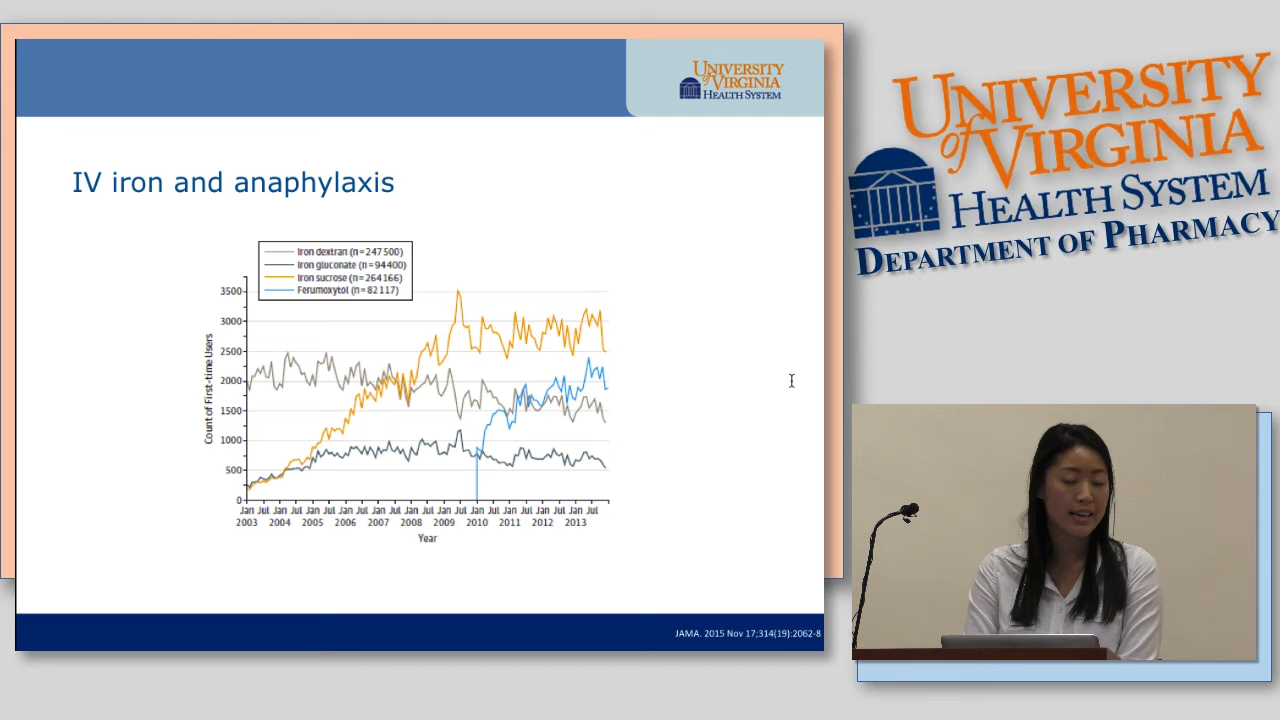 UNIVERSITY
of VIRGINIA
HEALTH SYSTEM
IV iron and anaphylaxis
Iron dextran (n=247500)
Iron gluconate (n=94400)
Iron sucrose (n=264166)
Ferumoxytol (n=82117)
Count of First-time Users
3500
3000
2500
2000
1500
1000
500
0
Jan Jul Jan Jul Jan Jul Jan Jul Jan Jul Jan Jul Jan Jul Jan Jul Jan Jul Jan Jul Jan Jul
2003 2004 2005 2006 2007 2008 2009 2010 2011 2012 2013
Year
JAMA. 2015 Nov 17;314(19):2062-8
UNIVERSITY
of VIRGINIA
HEALTH SYSTEM
DEPARTMENT OF PHARMACY